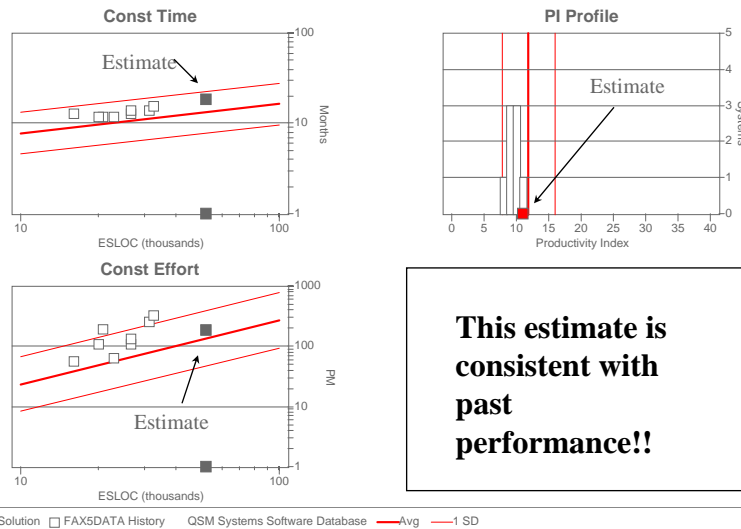 Const Time
100
Estimate
Months
10
1
10
100
ESLOC (thousands)
PI Profile
5
4
Estimate
3
Systems
2
1
0
0 5 10 15 20 25 30 35 40
Productivity Index
Const Effort
1000
100
PM
10
Estimate
1
10
100
ESLOC (thousands)
This estimate is
consistent with
past
performance!!
Solution FAX5DATA History QSM Systems Software Database Avg 1 SD